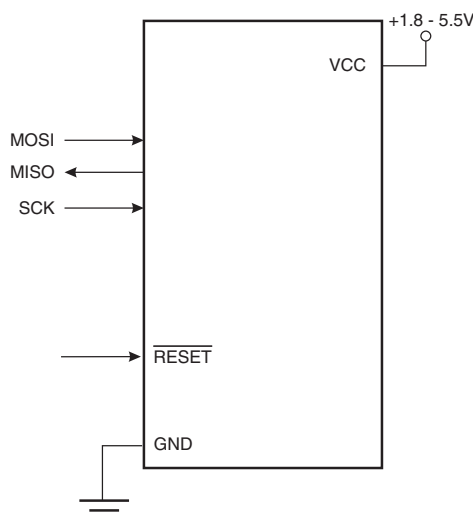 +1.8 - 5.5V
VCC
MOSI
MISO
SCK
RESET
GND